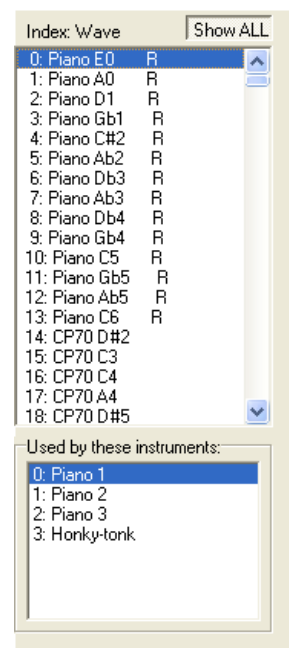 Index: Wave Show ALL
0: Piano E0 R
1: Piano A0 R
2: Piano D1 R
3: Piano Gb1 R
4: Piano C#2 R
5: Piano Ab2 R
6: Piano Db3 R
7: Piano Ab3 R
8: Piano Db4 R
9: Piano Gb4 R
10: Piano C5 R
11: Piano Gb5 R
12: Piano Ab5 R
13: Piano C6 R
14: CP70 D#2
15: CP70 C3
16: CP70 C4
17: CP70 A4
18: CP70 D#5
Used by these instruments:
0: Piano 1
1: Piano 2
2: Piano 3
3: Honky-tonk